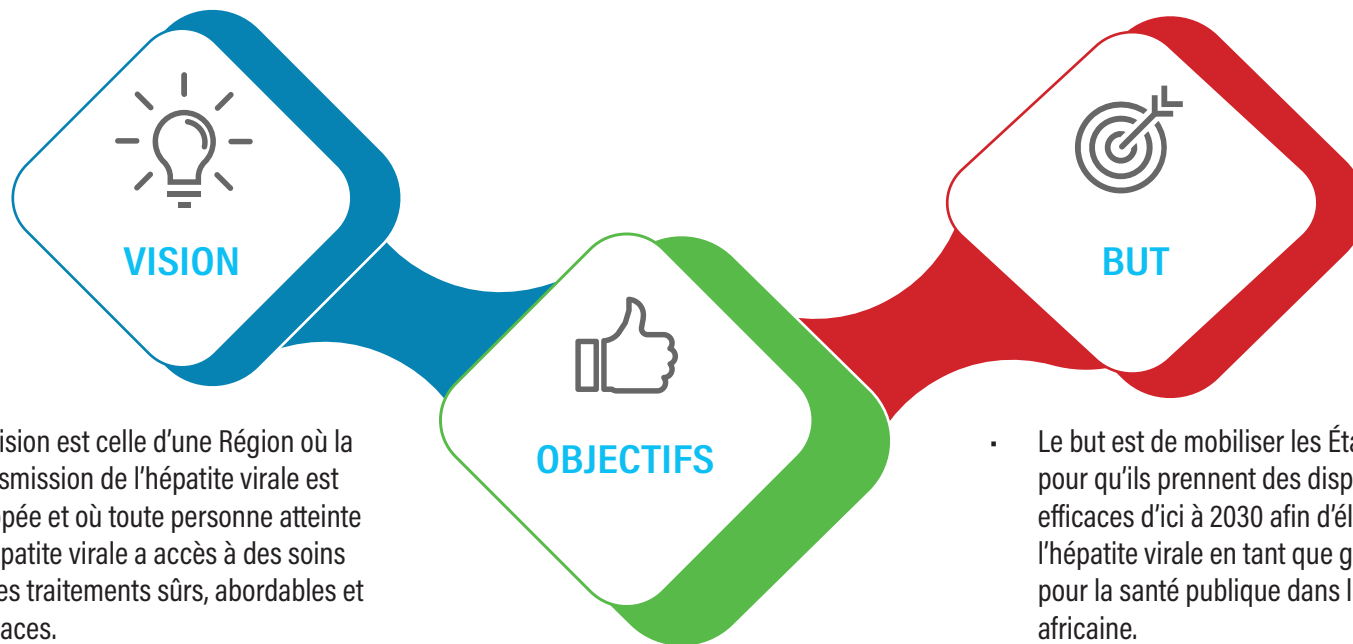 VISION
BUT
OBJECTIFS
ision est celle d'une Région où la
smission de l'hépatite virale est
pée et où toute personne atteinte
patite virale a accès à des soins
es traitements sûrs, abordables et
aces.
· Le but est de mobiliser les Éta
pour qu'ils prennent des disp
efficaces d'ici à 2030 afin d'él
l'hépatite virale en tant que g
pour la santé publique dans l
africaine.